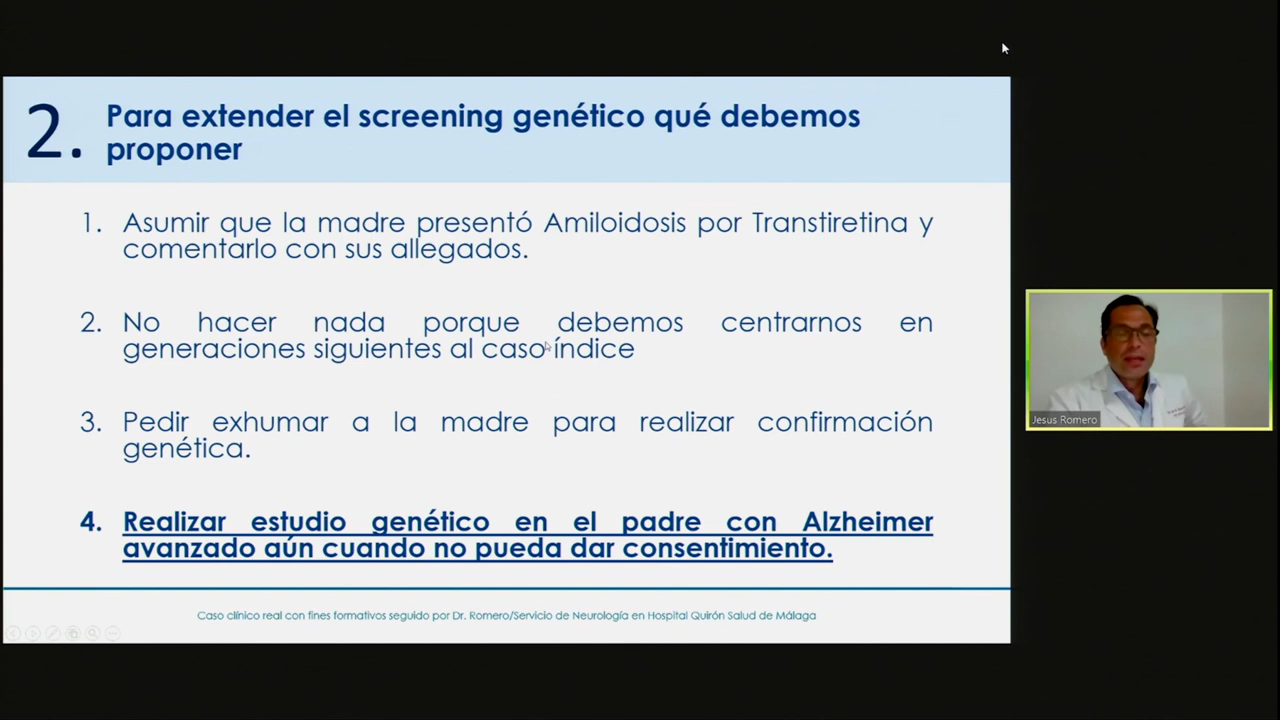 2. Para extender el screening genético qué debemos
proponer
1. Asumir que la madre presentó Amiloidosis por Transtiretina y
comentarlo con sus allegados.
2. No hacer nada porque debemos centrarnos en
generaciones siguientes al caso índice
3. Pedir exhumar a la madre para realizar confirmación
genética.
4. Realizar estudio genético en el padre con Alzheimer
avanzado aún cuando no pueda dar consentimiento.
Caso clínico real con fines formativos seguido por Dr. Romero/Servicio de Neurología en Hospital Quirón Salud de Málaga
Jesus Romero